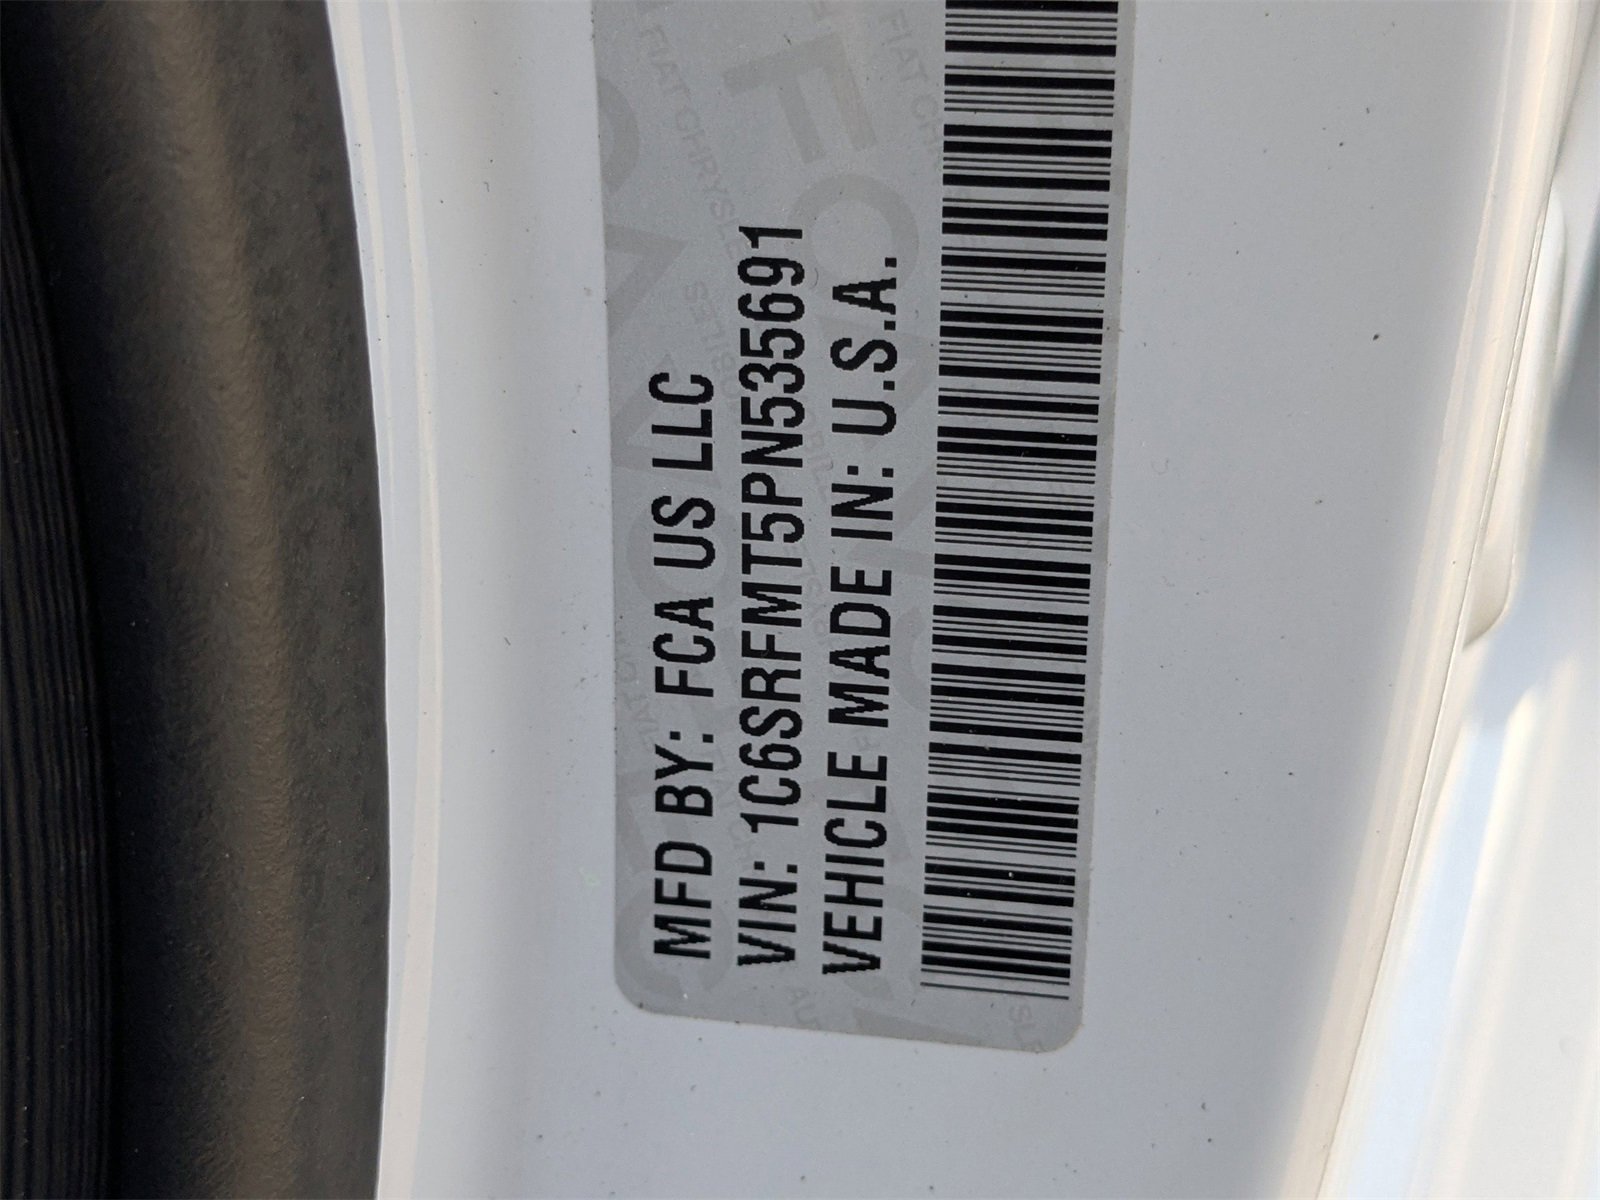 MFD BY: FCA US LLC
VIN: 1C6SRFMT5PN535691
VEHICLE MADE IN: U.S.A.